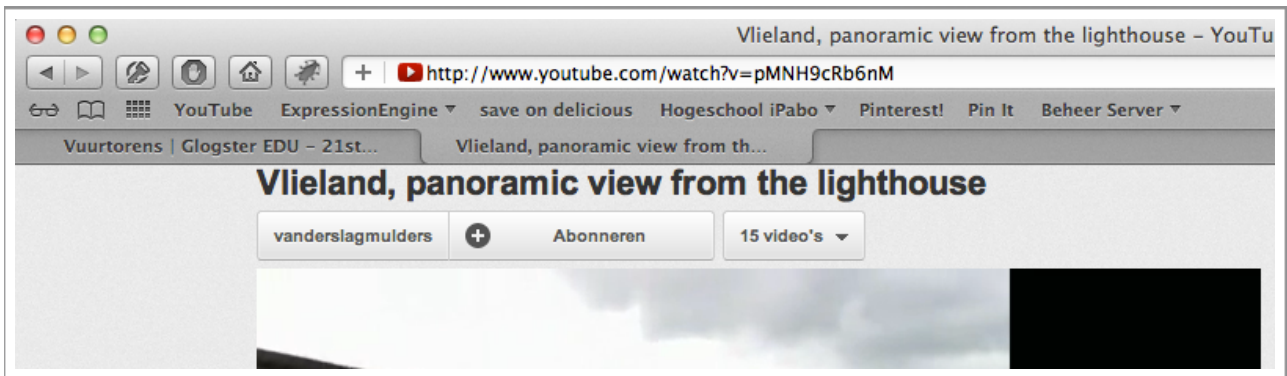 Vlieland, panoramic view from the lighthouse – YouTu
http://www.youtube.com/watch?v=pMNH9cRb6nM
YouTube ExpressionEngine save on delicious Hogeschool iPabo Pinterest! Pin It Beheer Server
Vuurtorens | Glogster EDU – 21st... Vlieland, panoramic view from th...
Vlieland, panoramic view from the lighthouse
vanderslagmulders Abonneren 15 video's